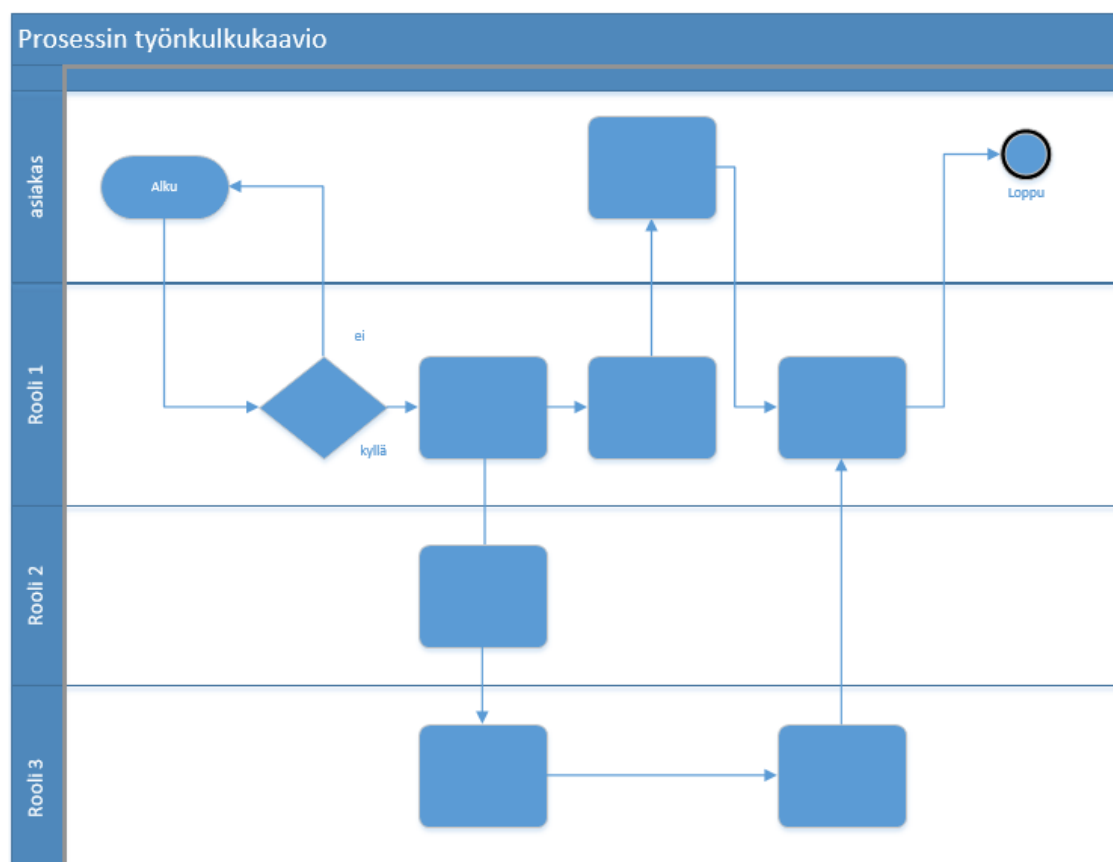 Prosessin työnkulkukaavio
asiakas
Alku
Loppu
Rooli 1
ei
kyllä
Rooli 2
Rooli 3